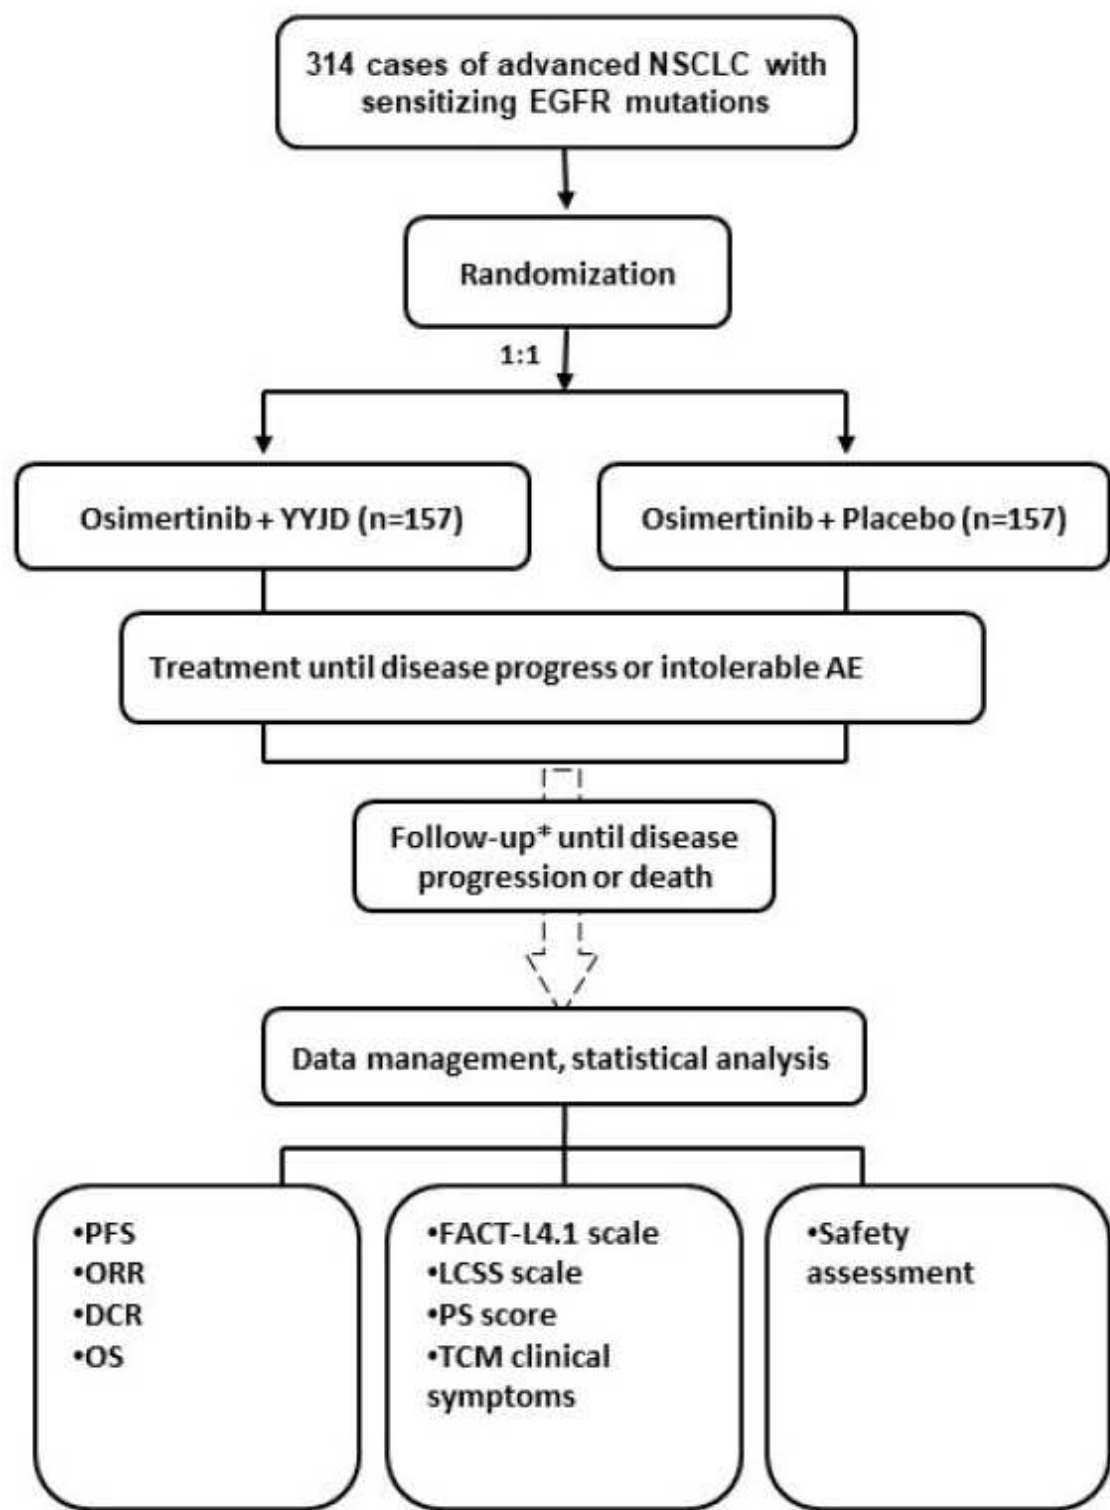 314 cases of advanced NSCLC with
sensitizing EGFR mutations
Randomization
1:1
Osimertinib + YYJD (n=157)
Osimertinib + Placebo (n=157)
Treatment until disease progress or intolerable AE
Follow-up* until disease
progression or death
Data management, statistical analysis
•PFS
•ORR
•DCR
•OS
•FACT-L4.1 scale
•LCSS scale
•PS score
•TCM clinical
symptoms
•Safety
assessment